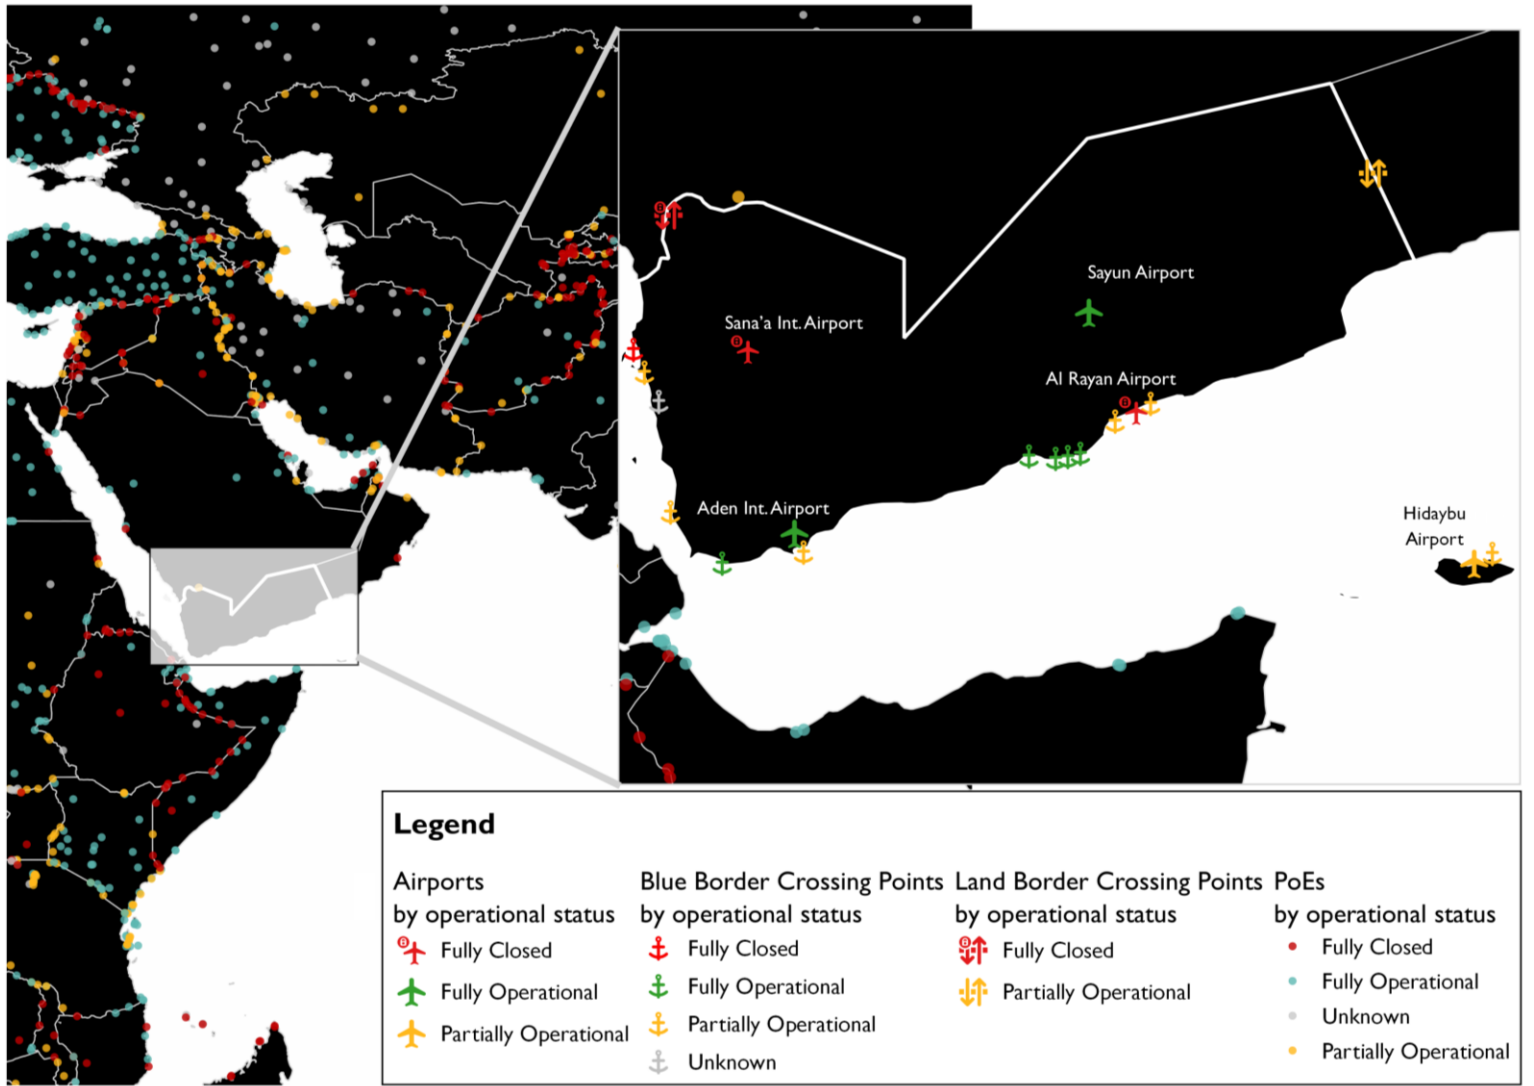 Sayun Airport
Sana'a Int. Airport
Al Rayan Airport
Aden Int. Airport
Hidaybu
Airport
Legend
Airports
by operational status
Fully Closed
Fully Operational
Partially Operational
Blue Border Crossing Points
by operational status
Fully Closed
Fully Operational
Partially Operational
Unknown
Land Border Crossing Points
by operational status
Fully Closed
Partially Operational
PoEs
by operational status
Fully Closed
Fully Operational
Unknown
Partially Operational